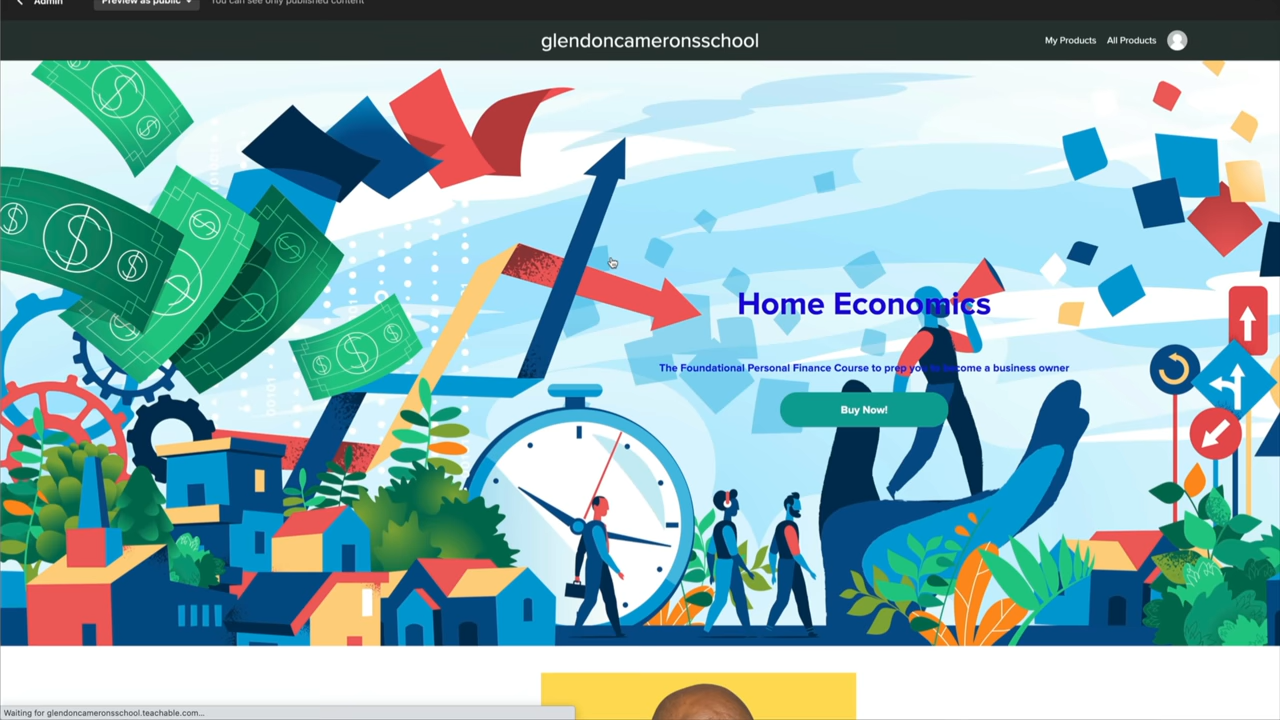 Admin
Preview as public
You can see only published content
glendoncameronsschool
My Products
All Products
Home Economics
The Foundational Personal Finance Course to prep you to become a business owner
Buy Now!
Waiting for glendoncameronsschool.teachable.com...